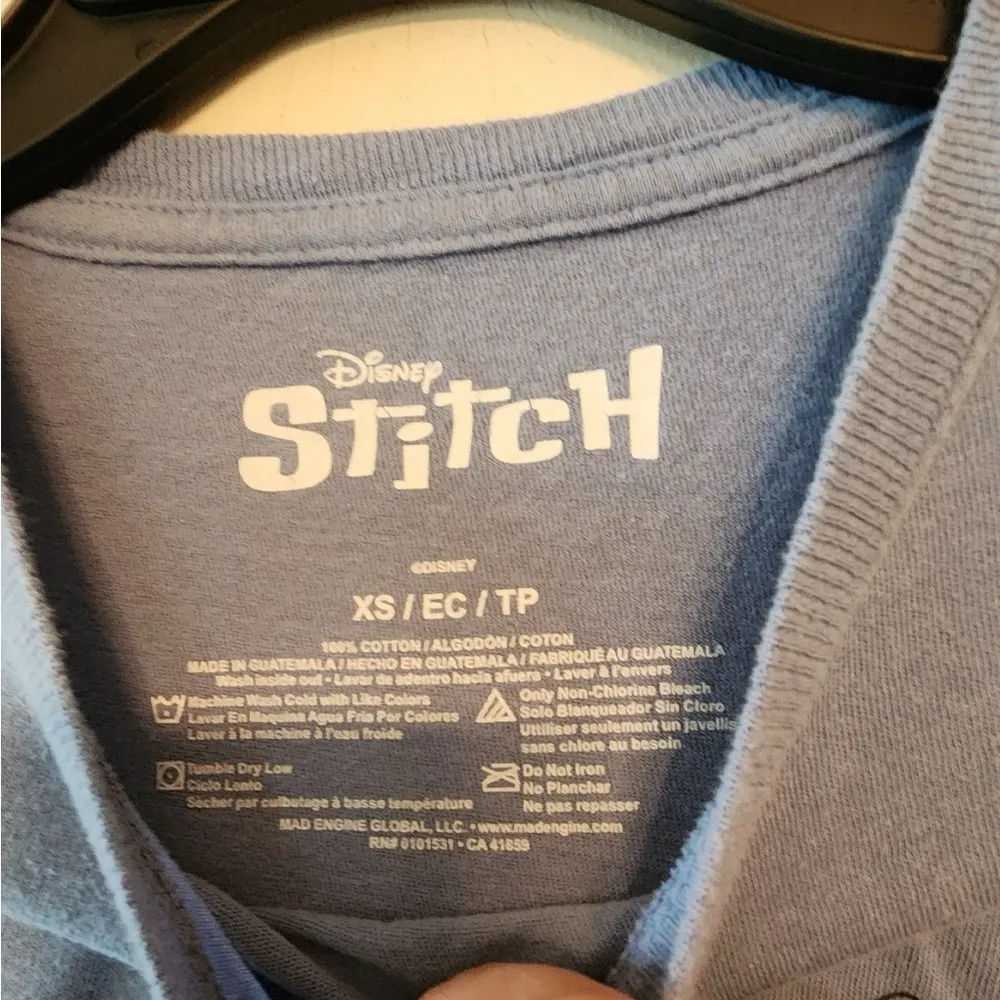 Disney
Stitch
©DISNEY
XS / EC / TP
100% COTTON / ALGODÓN / COTON
MADE IN GUATEMALA / HECHO EN GUATEMALA / FABRIQUÉ AU GUATEMALA
Wash inside out • Lavar de adentro hacia afuera • Laver à l'envers
Machine Wash Cold with Like Colors
Lavar En Maquina Agua Fria Por Colores
Laver à la machine à l'eau froide
Only Non-Chlorine Bleach
Solo Blanqueador Sin Cloro
Utiliser seulement un javellis
sans chlore au besoin
Tumble Dry Low
Ciclo Lento
Sécher par culbutage à basse température
Do Not Iron
No Planchar
Ne pas repasser
MAD ENGINE GLOBAL, LLC. • www.madengine.com
RN# 0101531 • CA 41659